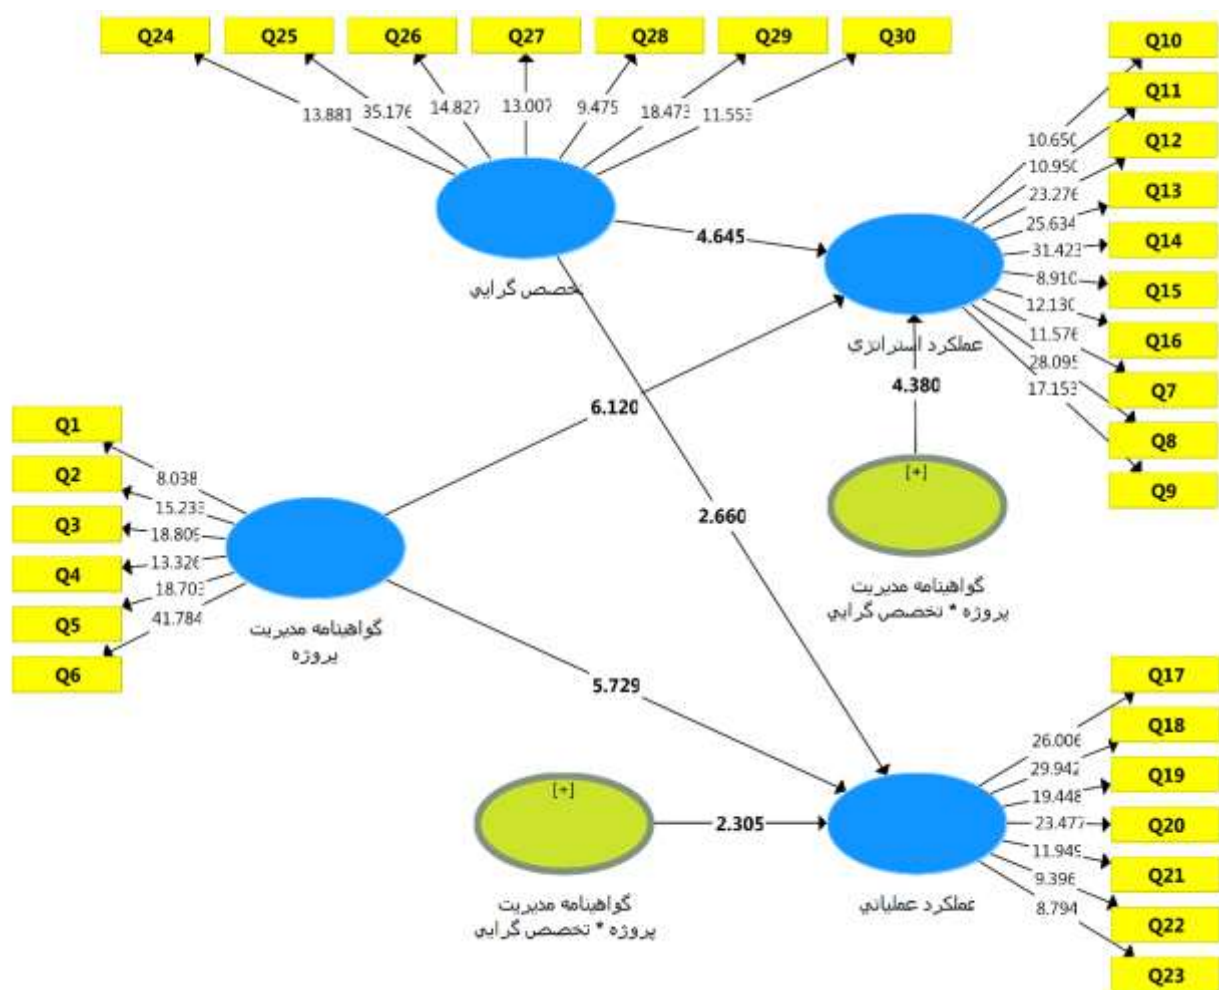 Q24 Q25 Q26 Q27 Q28 Q29 Q30
13.881 35.176 14.827 13.007 9.475 18.473 11.553
Q10
Q11
Q12
Q13
Q14
Q15
Q16
Q7
Q8
Q9
10.650
10.950
23.276
25.634
31.423
8.910
12.130
11.576
28.095
17.153
4.645
تخصص گرايي
عملکرد استراتژي
4.380
6.120
[+]
2.660
گواهينامه مديريت
پروژه * تخصص گرايي
Q1
Q2
Q3
Q4
Q5
Q6
8.038
15.233
18.809
13.326
18.703
41.784
گواهينامه مديريت
پروژه
5.729
[+]
2.305
گواهينامه مديريت
پروژه * تخصص گرايي
عملکرد عملياتي
26.006
29.942
19.448
23.477
11.949
9.396
8.794
Q17
Q18
Q19
Q20
Q21
Q22
Q23